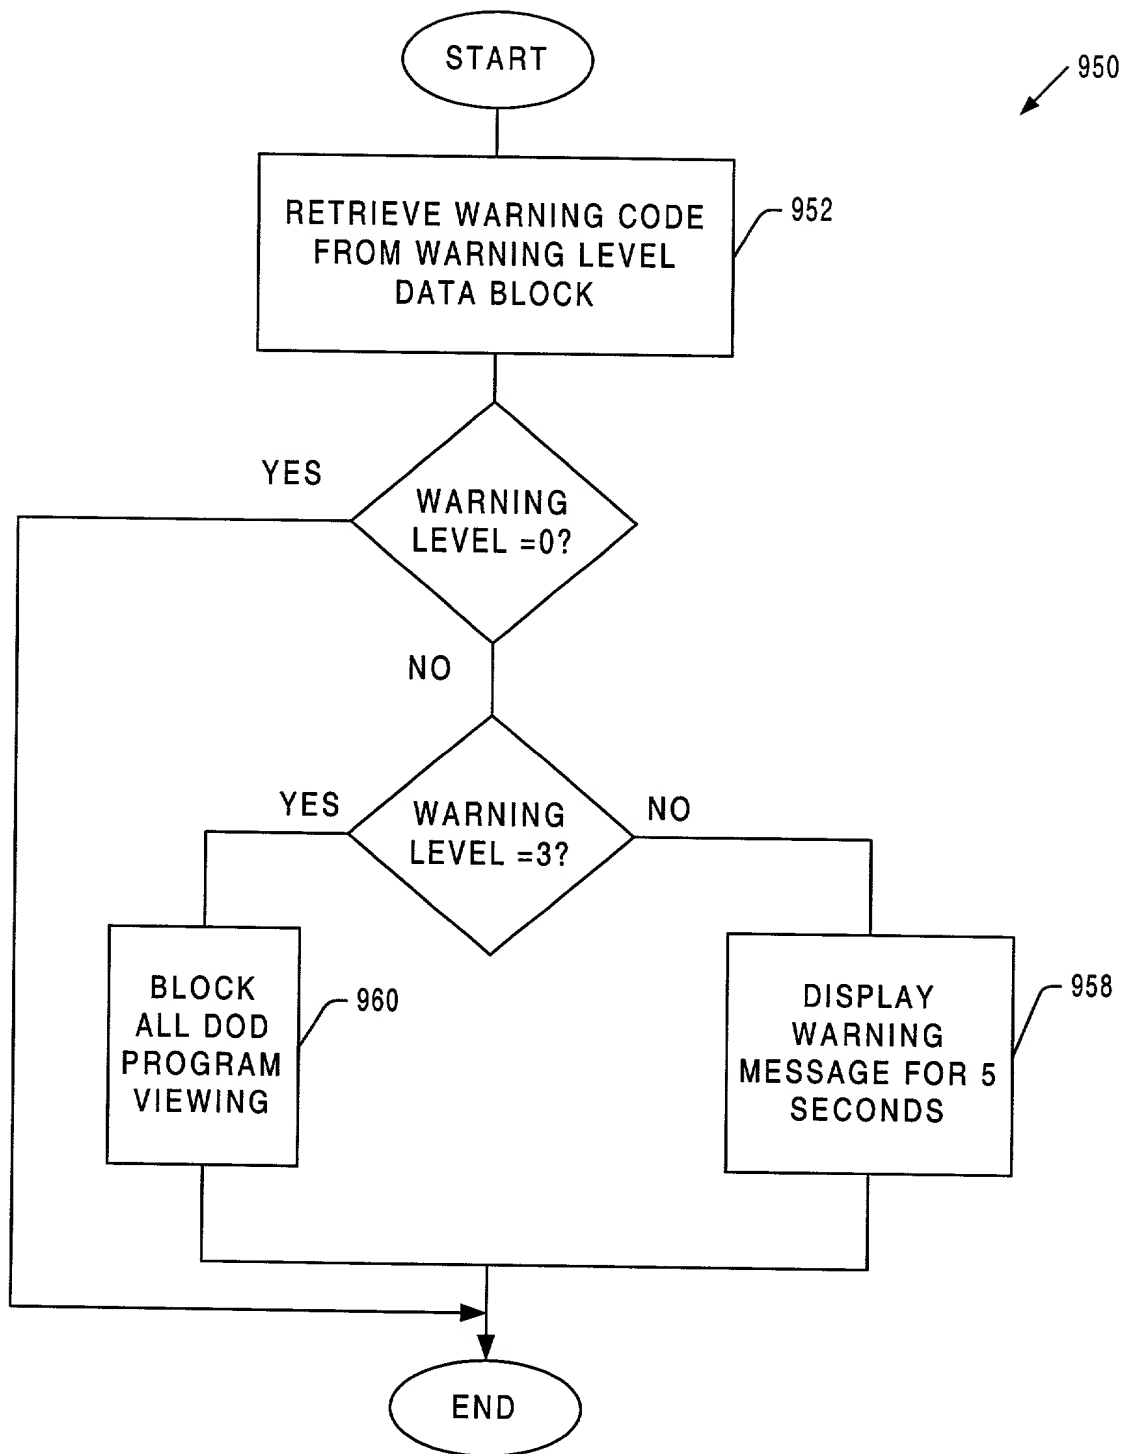 START
950
RETRIEVE WARNING CODE
FROM WARNING LEVEL
DATA BLOCK
952
YES
WARNING
LEVEL =0?
NO
YES
WARNING
LEVEL =3?
NO
BLOCK
ALL DOD
PROGRAM
VIEWING
960
DISPLAY
WARNING
MESSAGE FOR 5
SECONDS
958
END